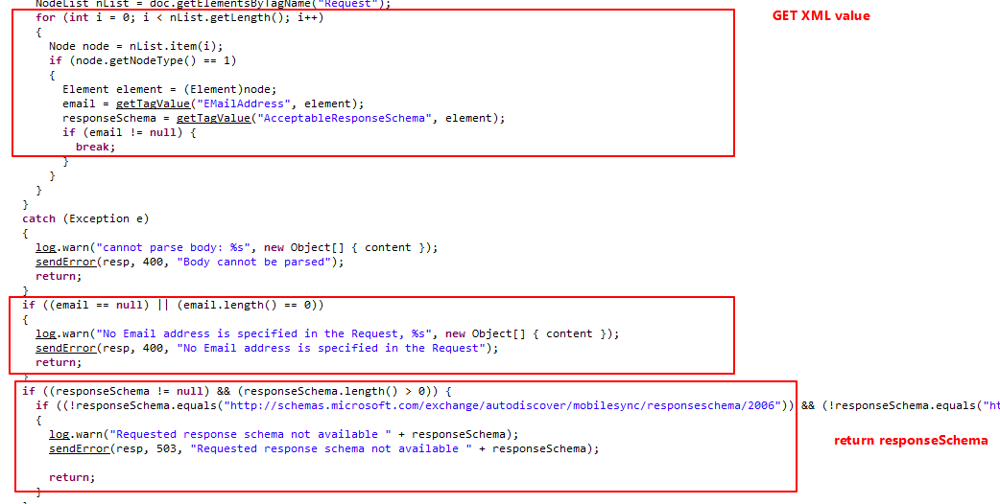 NodeList nList = doc.getElementsByTagName("Request");
for (int i = 0; i < nList.getLength(); i++)
GET XML value
{
Node node = nList.item(i);
if (node.getNodeType() == 1)
{
Element element = (Element)node;
email = getTagValue("EMailAddress", element);
responseSchema = getTagValue("AcceptableResponseSchema", element);
if (email != null) {
break;
}
}
}
}
catch (Exception e)
{
log.warn("cannot parse body: %s", new Object[] { content });
sendError(resp, 400, "Body cannot be parsed");
return;
}
if ((email == null) || (email.length() == 0))
{
log.warn("No Email address is specified in the Request, %s", new Object[] { content });
sendError(resp, 400, "No Email address is specified in the Request");
return;
}
if ((responseSchema != null) && (responseSchema.length() > 0)) {
if ((!responseSchema.equals("http://schemas.microsoft.com/exchange/autodiscover/mobilesync/responseschema/2006")) && (!responseSchema.equals("ht
{
log.warn("Requested response schema not available " + responseSchema);
return responseSchema
sendError(resp, 503, "Requested response schema not available " + responseSchema);
return;
}
}